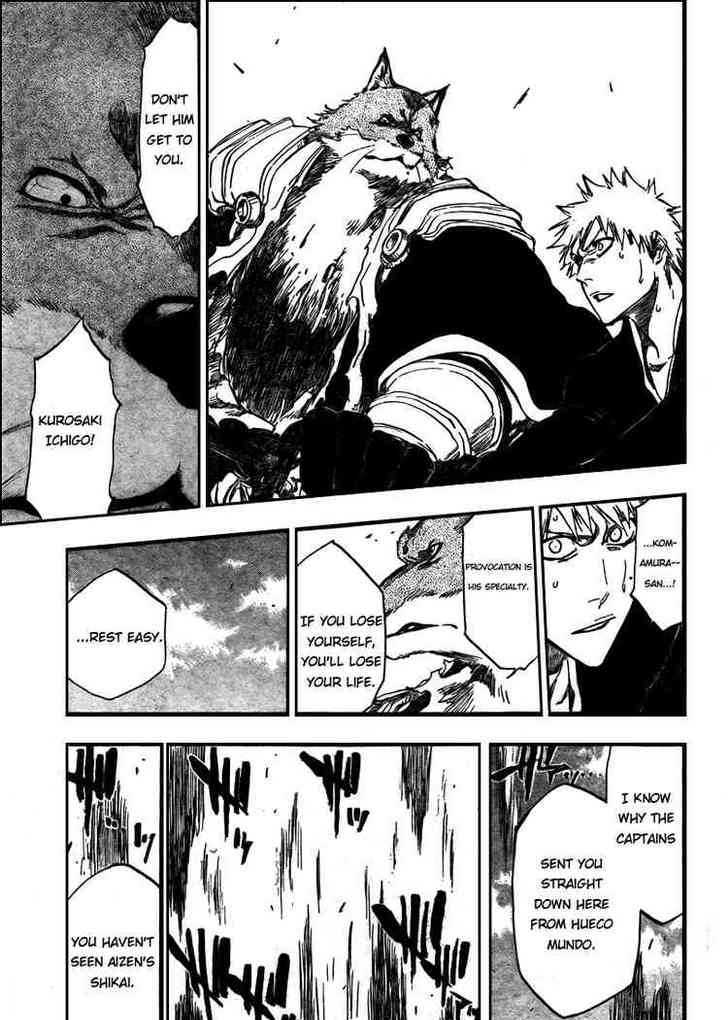 DON'T
LET HIM
GET TO
YOU.
KUROSAKI
ICHIGO!
...KOM-
AMURA--
SAN...!
PROVOCATION IS
HIS SPECIALTY.
IF YOU LOSE
YOURSELF,
YOU'LL LOSE
YOUR LIFE.
...REST EASY.
I KNOW
WHY THE
CAPTAINS
SENT YOU
STRAIGHT
DOWN HERE
FROM HUECO
MUNDO.
YOU HAVEN'T
SEEN AIZEN'S
SHIKAI.